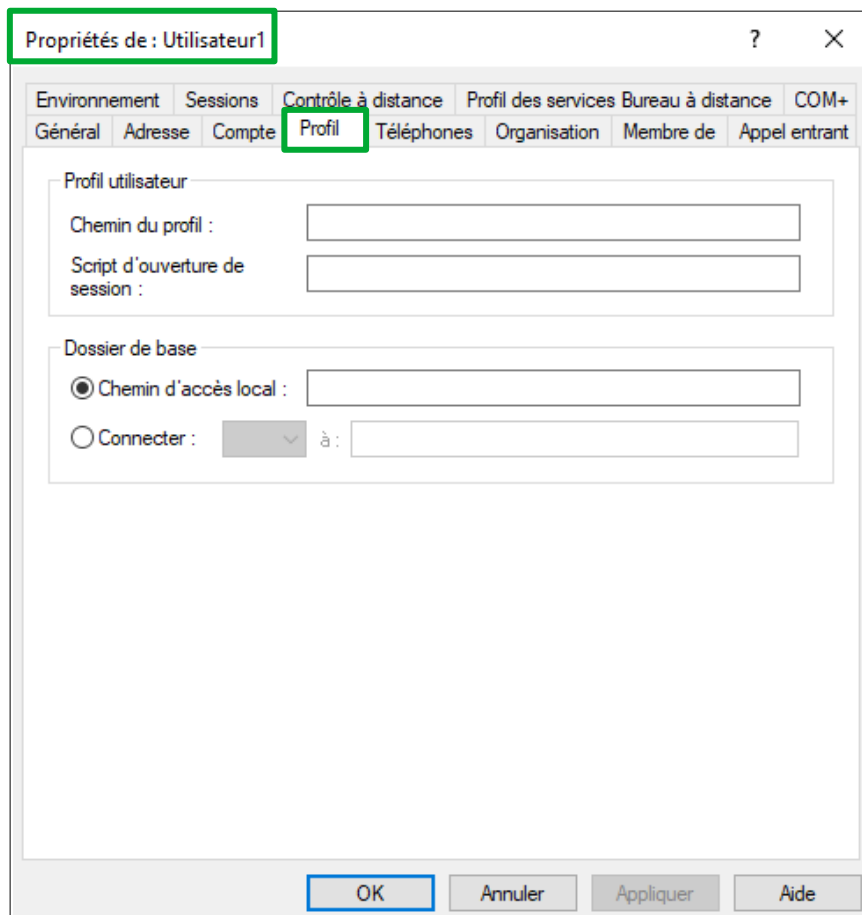 Propriétés de : Utilisateur1 ?
Environnement Sessions Contrôle à distance Profil des services Bureau à distance COM+
Général Adresse Compte Profil Téléphones Organisation Membre de Appel entrant
Profil utilisateur
Chemin du profil :
Script d'ouverture de
session :
Dossier de base
Chemin d'accès local :
Connecter : à :
OK Annuler Appliquer Aide